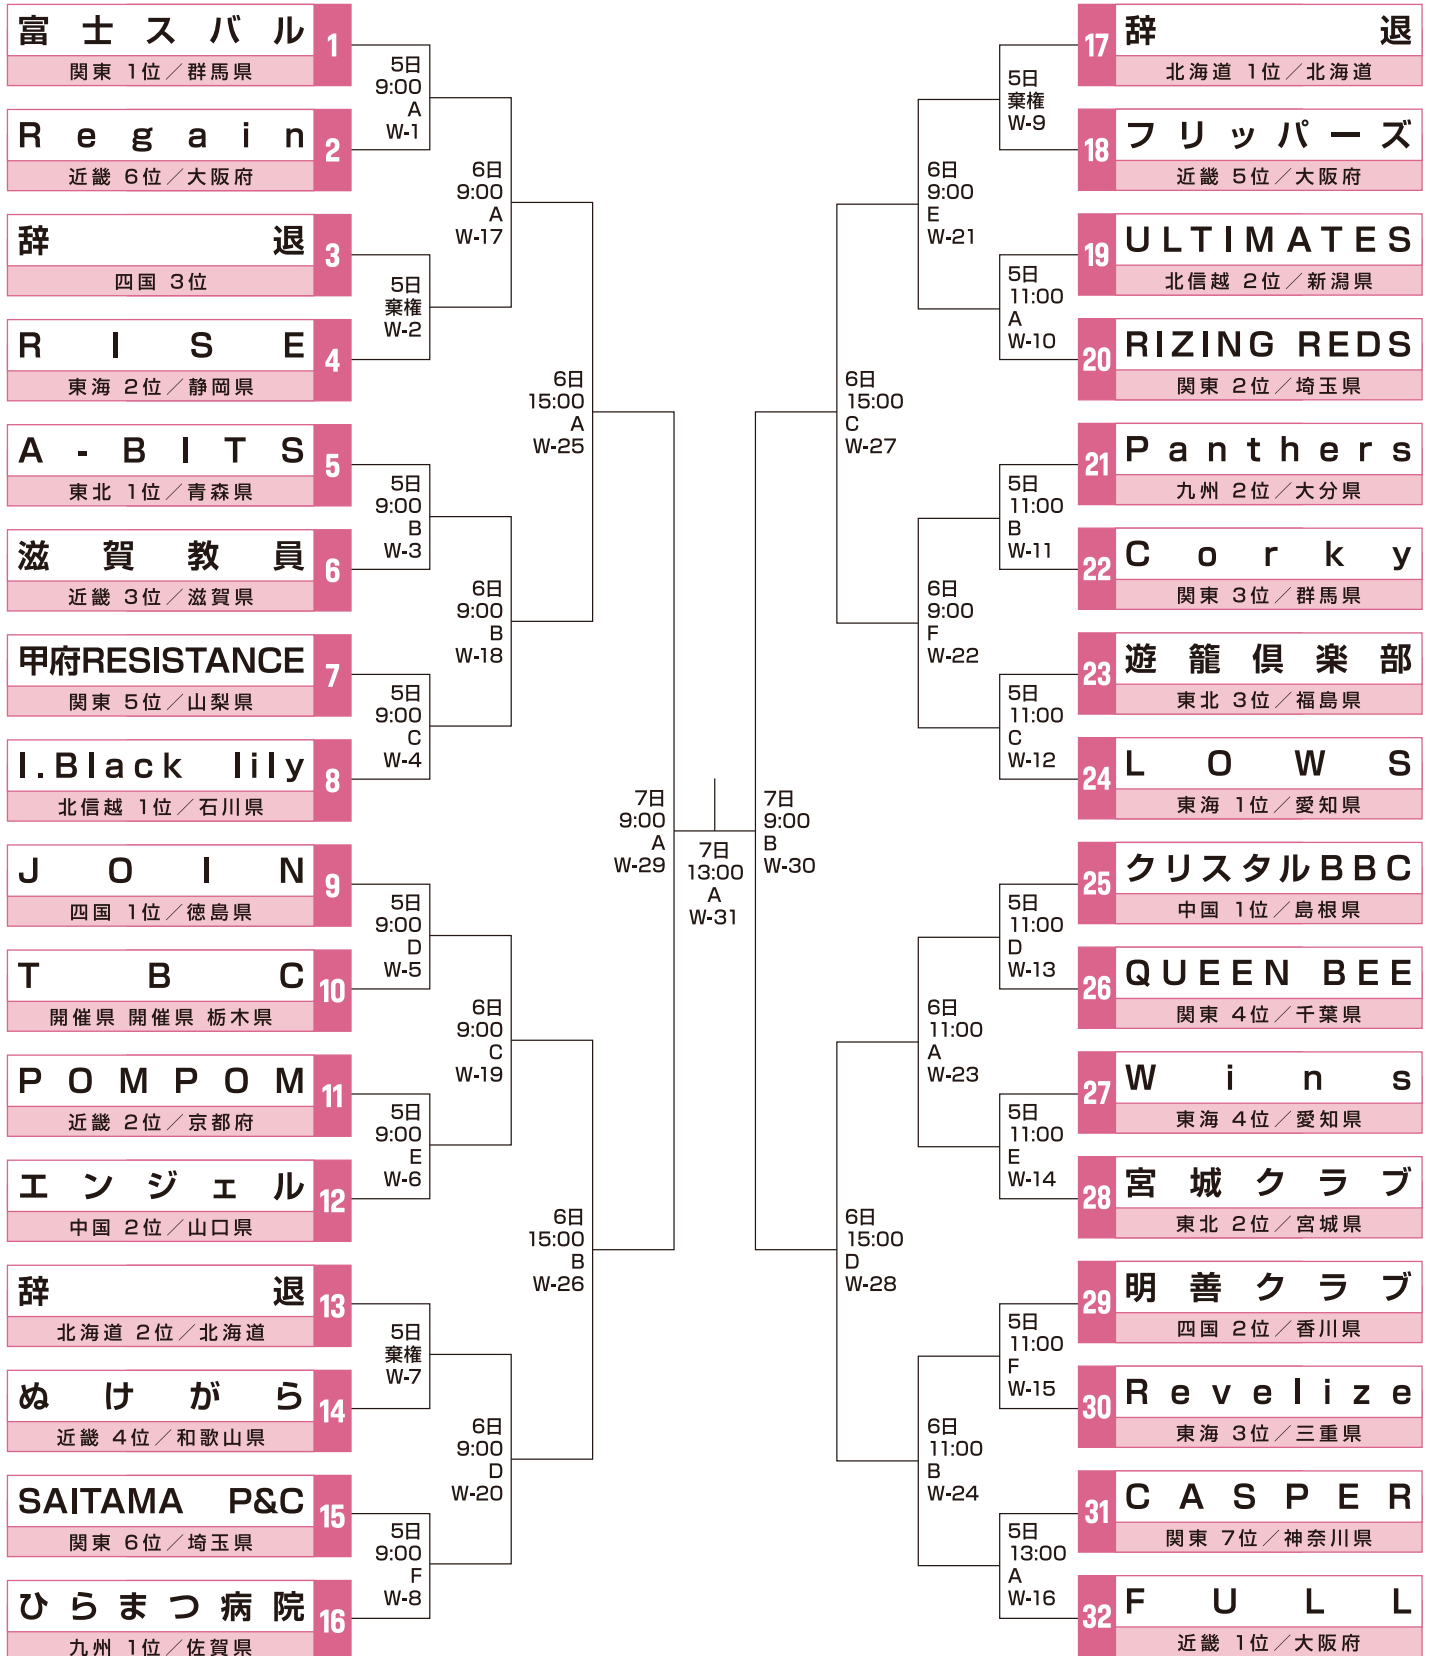 富士スバル
関東 1位／群馬県
1
Regain
近畿 6位／大阪府
2
辞退
四国 3位
3
RISE
東海 2位／静岡県
4
A-BITS
東北 1位／青森県
5
滋賀教員
近畿 3位／滋賀県
6
甲府RESISTANCE
関東 5位／山梨県
7
I.Black lily
北信越 1位／石川県
8
JOIN
四国 1位／徳島県
9
TBC
開催県 開催県 栃木県
10
POMPOM
近畿 2位／京都府
11
エンジェル
中国 2位／山口県
12
辞退
北海道 2位／北海道
13
ぬけがら
近畿 4位／和歌山県
14
SAITAMA P&C
関東 6位／埼玉県
15
ひらまつ病院
九州 1位／佐賀県
16
5日
9:00
A
W-1
5日
棄権
W-2
5日
9:00
B
W-3
5日
9:00
C
W-4
5日
9:00
D
W-5
5日
9:00
E
W-6
5日
棄権
W-7
5日
9:00
F
W-8
6日
9:00
A
W-17
6日
9:00
B
W-18
6日
9:00
C
W-19
6日
9:00
D
W-20
6日
15:00
A
W-25
6日
15:00
B
W-26
7日
9:00
A
W-29
7日
13:00
A
W-31
7日
9:00
B
W-30
6日
15:00
C
W-27
6日
15:00
D
W-28
6日
9:00
E
W-21
6日
9:00
F
W-22
6日
11:00
A
W-23
6日
11:00
B
W-24
5日
棄権
W-9
5日
11:00
A
W-10
5日
11:00
B
W-11
5日
11:00
C
W-12
5日
11:00
D
W-13
5日
11:00
E
W-14
5日
11:00
F
W-15
5日
13:00
A
W-16
17
辞退
北海道 1位／北海道
18
フリッパーズ
近畿 5位／大阪府
19
ULTIMATES
北信越 2位／新潟県
20
RIZING REDS
関東 2位／埼玉県
21
Panthers
九州 2位／大分県
22
Corky
関東 3位／群馬県
23
遊籠倶楽部
東北 3位／福島県
24
LOWS
東海 1位／愛知県
25
クリスタルBBC
中国 1位／島根県
26
QUEEN BEE
関東 4位／千葉県
27
Wins
東海 4位／愛知県
28
宮城クラブ
東北 2位／宮城県
29
明善クラブ
四国 2位／香川県
30
Revelize
東海 3位／三重県
31
CASPER
関東 7位／神奈川県
32
FULL
近畿 1位／大阪府